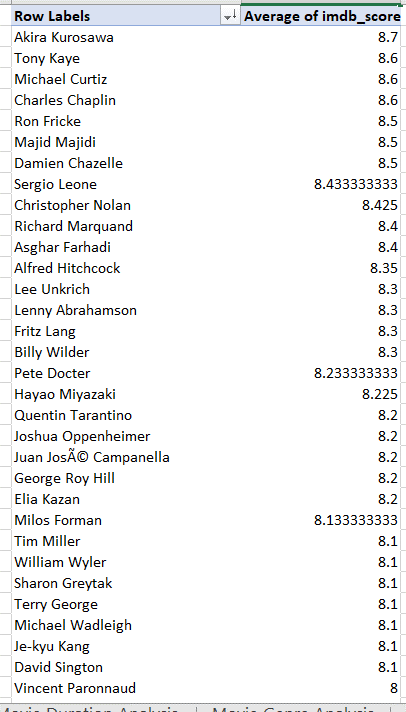 Row Labels Average of imdb_score
Akira Kurosawa 8.7
Tony Kaye 8.6
Michael Curtiz 8.6
Charles Chaplin 8.6
Ron Fricke 8.5
Majid Majidi 8.5
Damien Chazelle 8.5
Sergio Leone 8.433333333
Christopher Nolan 8.425
Richard Marquand 8.4
Asghar Farhadi 8.4
Alfred Hitchcock 8.35
Lee Unkrich 8.3
Lenny Abrahamson 8.3
Fritz Lang 8.3
Billy Wilder 8.3
Pete Docter 8.233333333
Hayao Miyazaki 8.225
Quentin Tarantino 8.2
Joshua Oppenheimer 8.2
Juan JosÃ© Campanella 8.2
George Roy Hill 8.2
Elia Kazan 8.2
Milos Forman 8.133333333
Tim Miller 8.1
William Wyler 8.1
Sharon Greytak 8.1
Terry George 8.1
Michael Wadleigh 8.1
Je-kyu Kang 8.1
David Sington 8.1
Vincent Paronnaud 8
Movie Duration Analysis Movie Genre Analysis